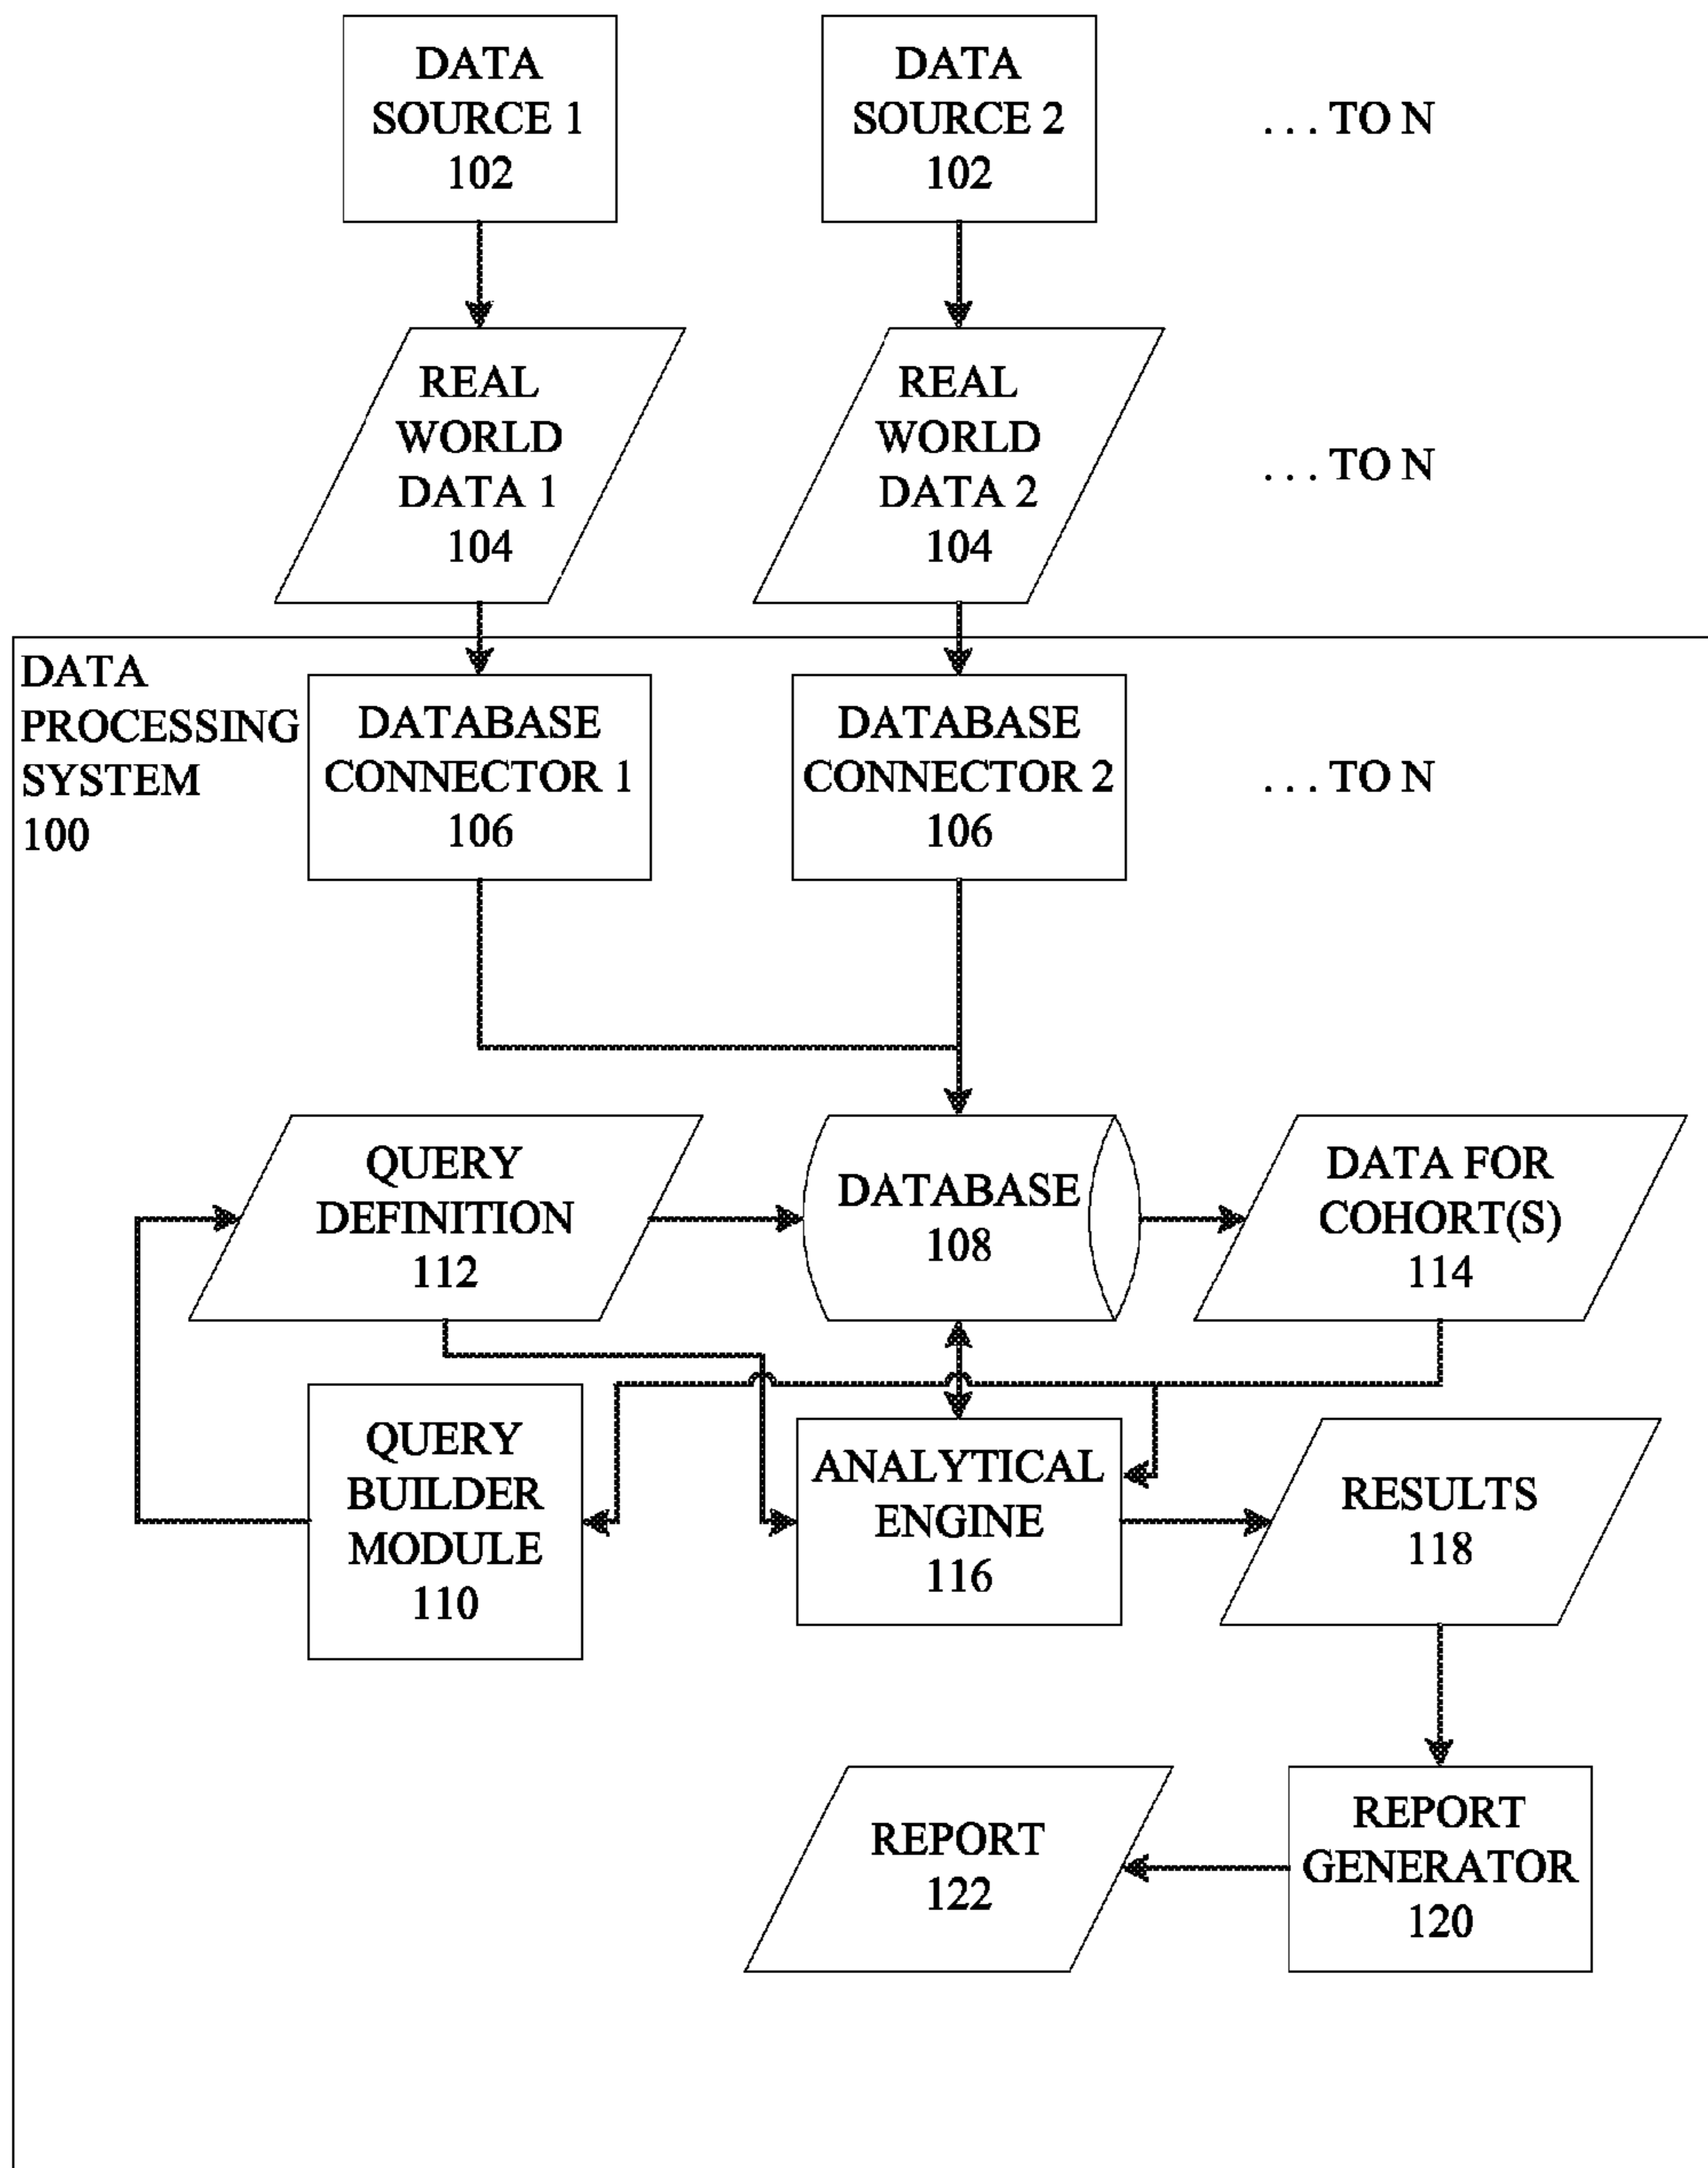 DATA
SOURCE 1
102
DATA
SOURCE 2
102
. . . TO N
REAL
WORLD
DATA 1
104
REAL
WORLD
DATA 2
104
. . . TO N
DATA
PROCESSING
SYSTEM
100
DATABASE
CONNECTOR 1
106
DATABASE
CONNECTOR 2
106
. . . TO N
QUERY
DEFINITION
112
DATABASE
108
DATA FOR
COHORT(S)
114
QUERY
BUILDER
MODULE
110
ANALYTICAL
ENGINE
116
RESULTS
118
REPORT
122
REPORT
GENERATOR
120